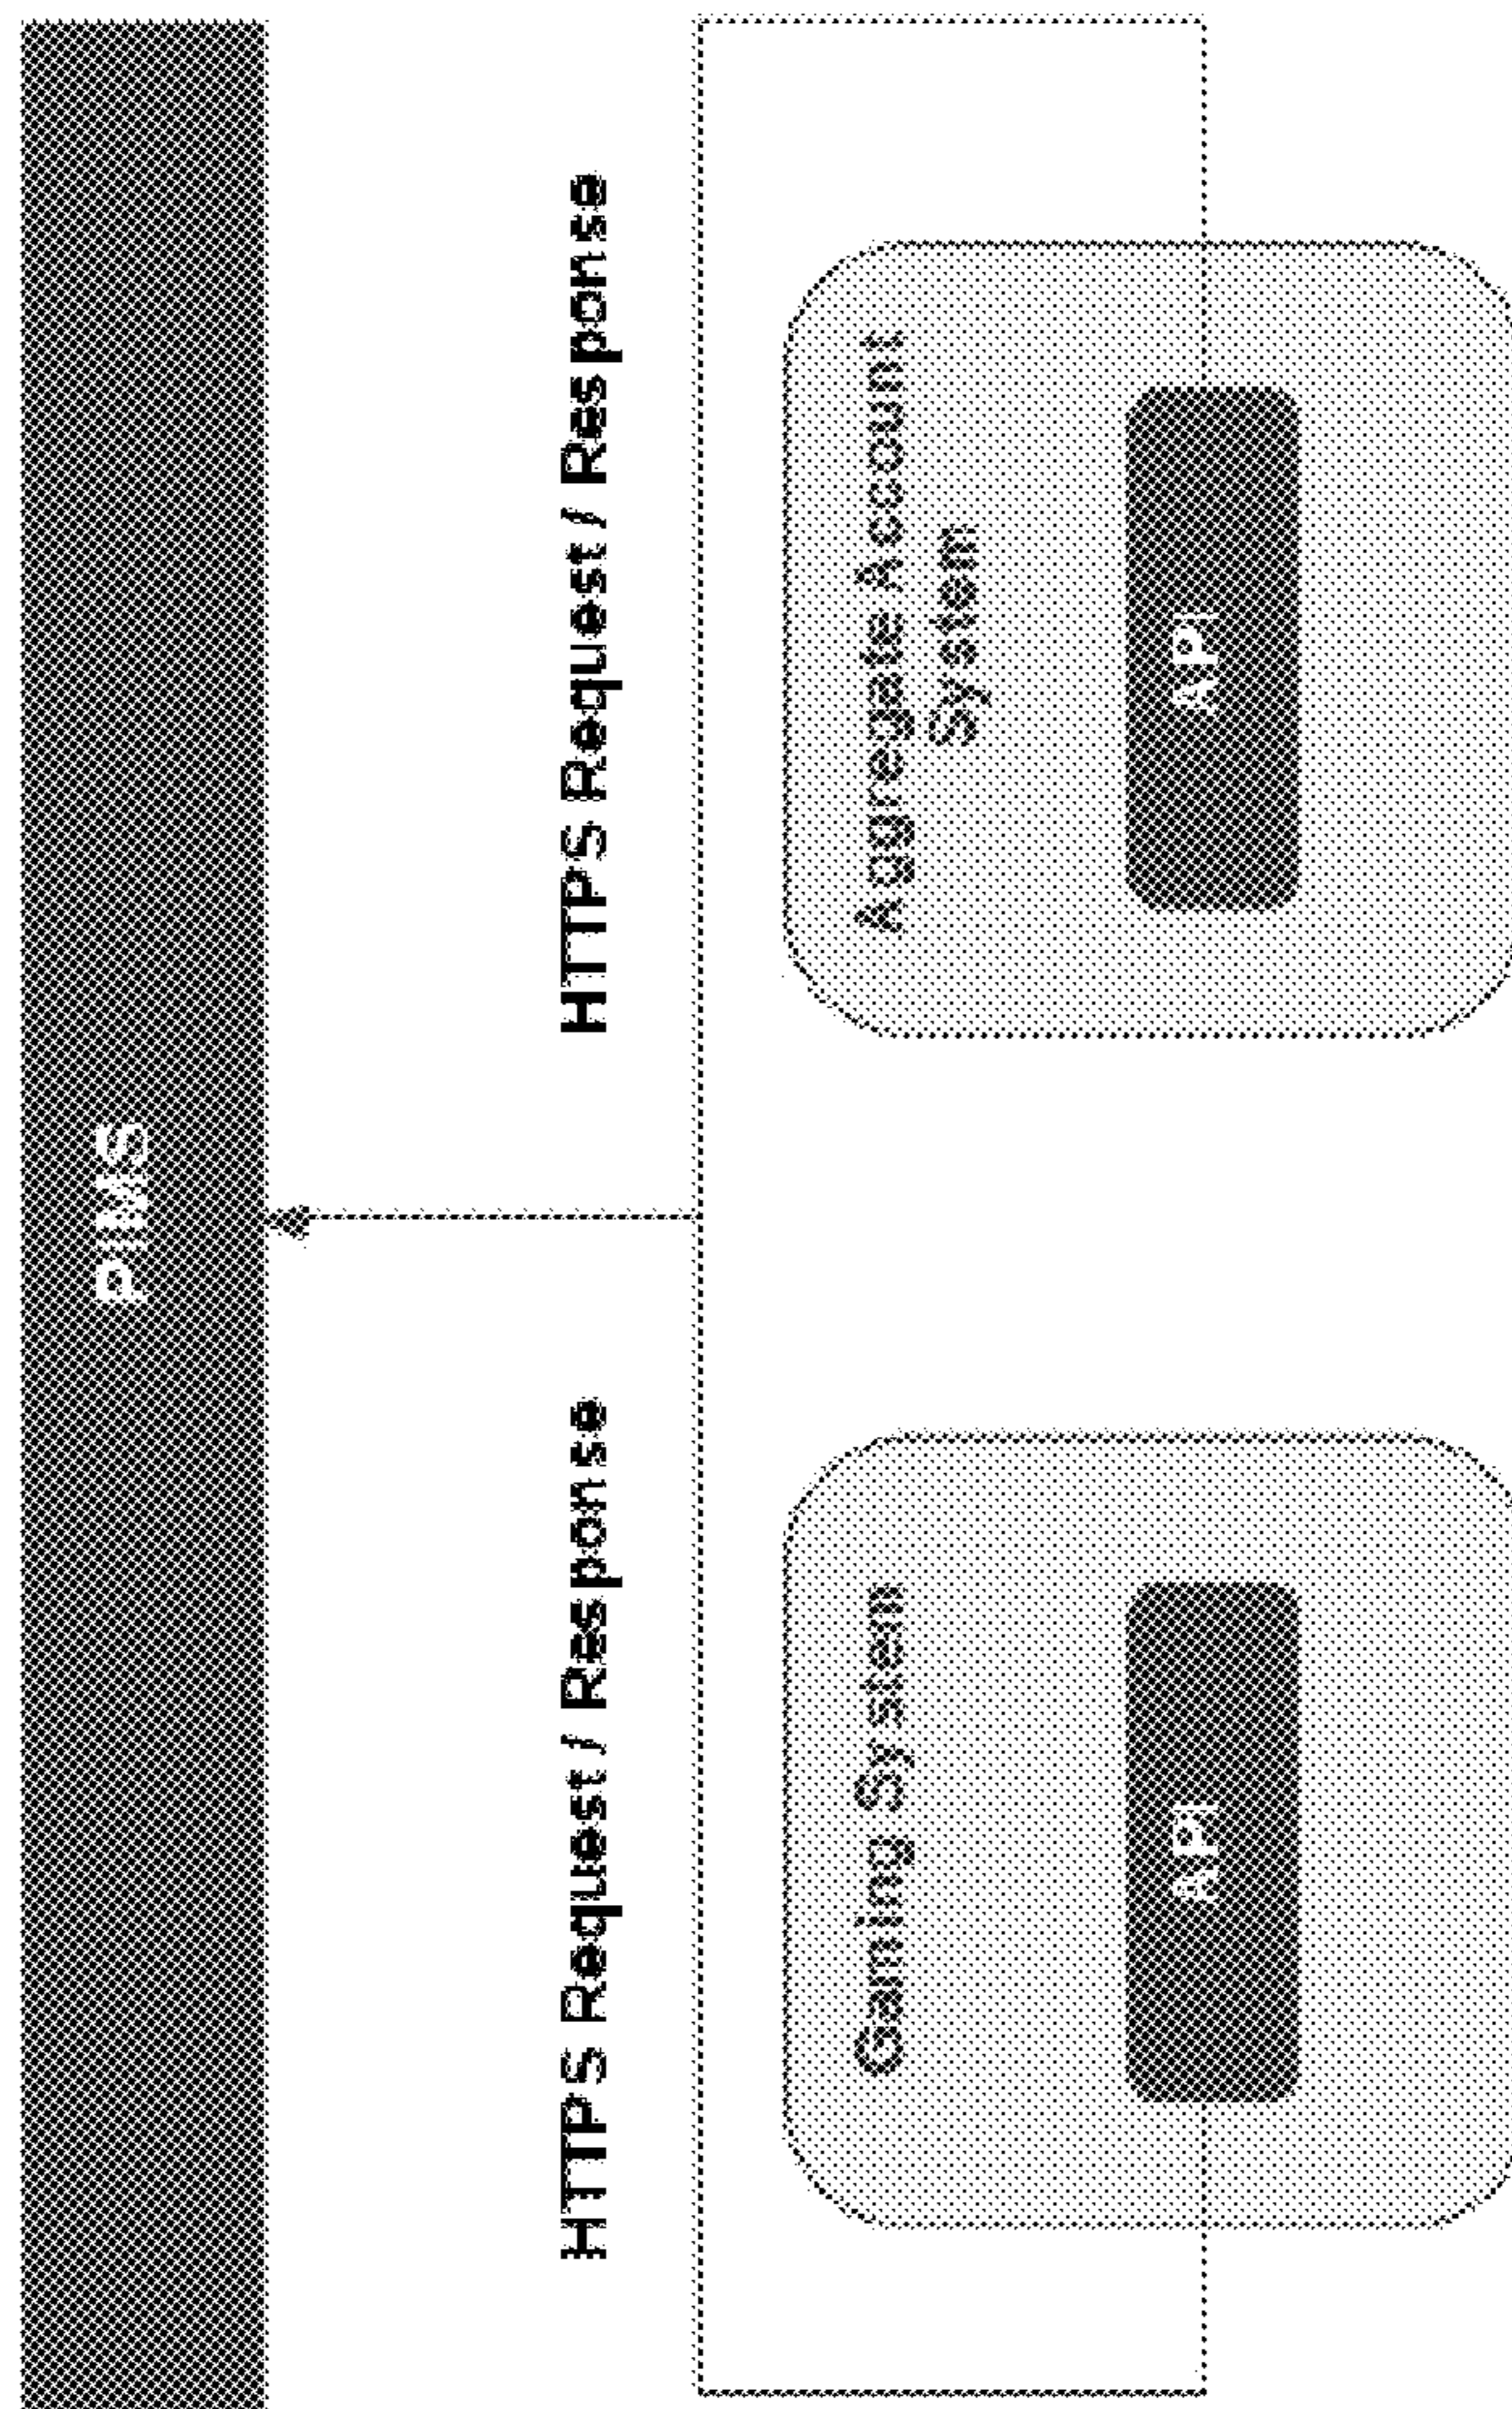 PIMS
HTTPS Request / Response
HTTPS Request / Response
Gaming System
API
Aggregate Account
System
API